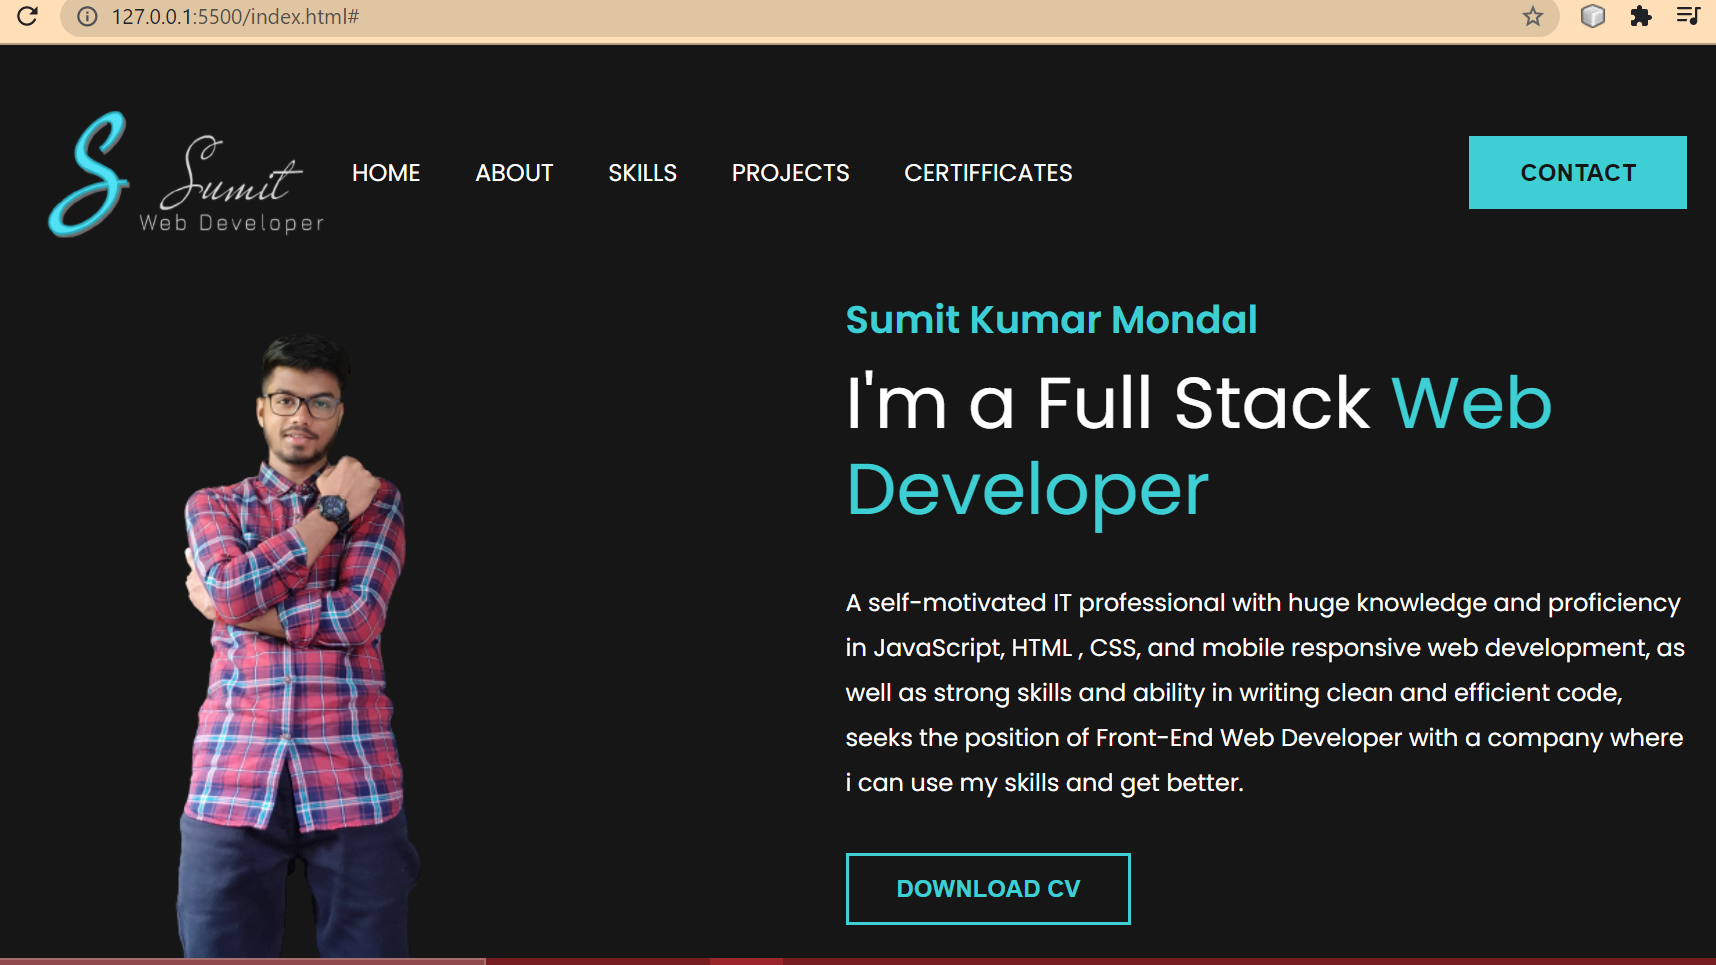 127.0.0.1:5500/index.html#
S Sumit
Web Developer
HOME ABOUT SKILLS PROJECTS CERTIFFICATES
CONTACT
Sumit Kumar Mondal
I'm a Full Stack Web
Developer
A self-motivated IT professional with huge knowledge and proficiency
in JavaScript, HTML , CSS, and mobile responsive web development, as
well as strong skills and ability in writing clean and efficient code,
seeks the position of Front-End Web Developer with a company where
i can use my skills and get better.
DOWNLOAD CV